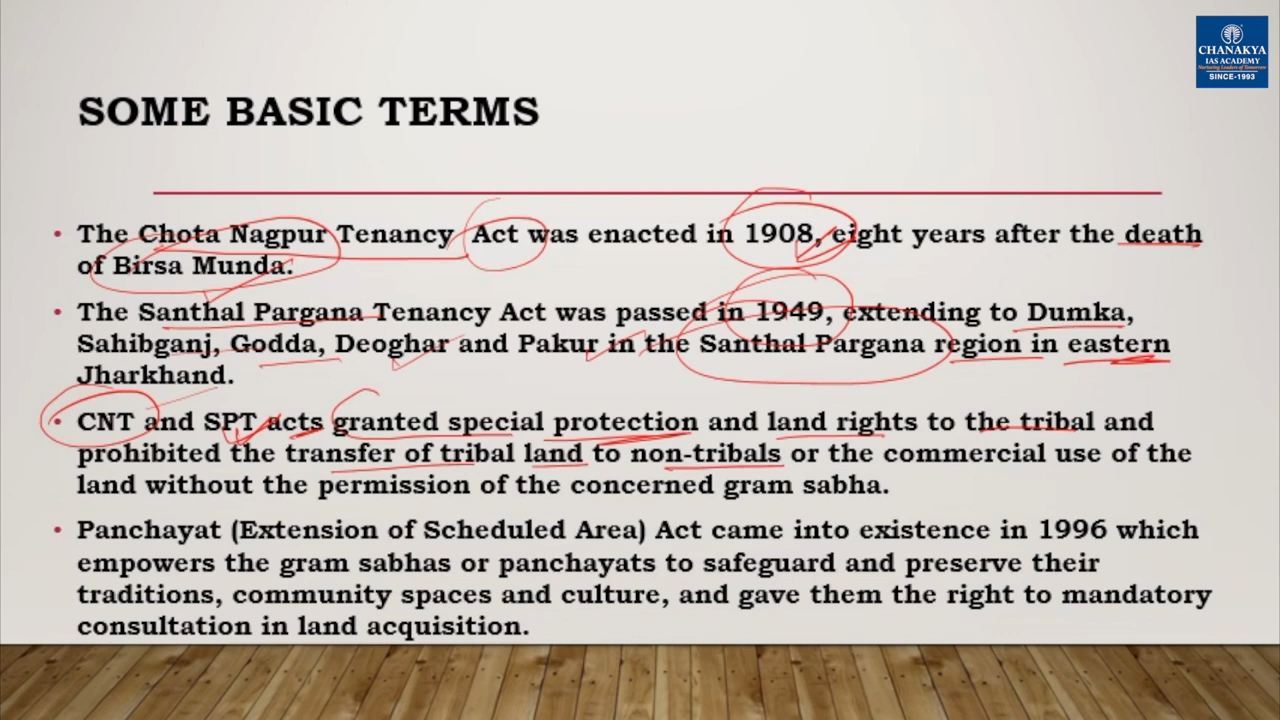 CHANAKYA
IAS ACADEMY
Nurturing Leaders of Tomorrow
SINCE-1993
SOME BASIC TERMS
• The Chota Nagpur Tenancy Act was enacted in 1908, eight years after the death
of Birsa Munda.
• The Santhal Pargana Tenancy Act was passed in 1949, extending to Dumka,
Sahibganj, Godda, Deoghar and Pakur in the Santhal Pargana region in eastern
Jharkhand.
• CNT and SPT acts granted special protection and land rights to the tribal and
prohibited the transfer of tribal land to non-tribals or the commercial use of the
land without the permission of the concerned gram sabha.
• Panchayat (Extension of Scheduled Area) Act came into existence in 1996 which
empowers the gram sabhas or panchayats to safeguard and preserve their
traditions, community spaces and culture, and gave them the right to mandatory
consultation in land acquisition.